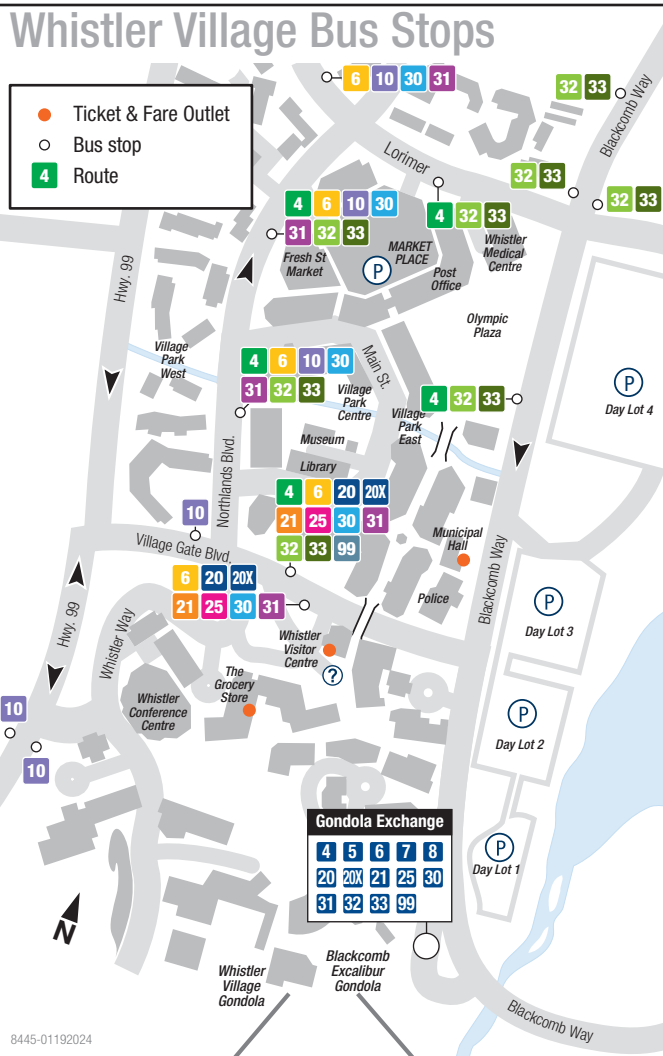 Whistler Village Bus Stops
Ticket & Fare Outlet
Bus stop
4 Route
6 10 30 31
32 33
Blackcomb Way
Lorimer
32 33
32 33
4 6 10 30
31 32 33
4 32 33
Fresh St
Market
MARKET
PLACE
P
Post
Office
Whistler
Medical
Centre
Hwy. 99
Olympic
Plaza
Village
Park
West
Main St.
4 6 10 30
31 32 33
Village
Park
Centre
Village
Park
East
4 32 33
P
Day Lot 4
Northlands Blvd.
Museum
Library
4 6 20 20X
21 25 30 31
32 33 99
10
Village Gate Blvd.
Municipal
Hall
Police
Blackcomb Way
P
Day Lot 3
6 20 20X
21 25 30 31
Hwy. 99
Whistler Way
Whistler
Visitor
Centre
?
The
Grocery
Store
Whistler
Conference
Centre
10
10
P
Day Lot 2
Gondola Exchange
4 5 6 7 8
20 20X 21 25 30
31 32 33 99
P
Day Lot 1
N
Whistler
Village
Gondola
Blackcomb
Excalibur
Gondola
Blackcomb Way
8445-01192024